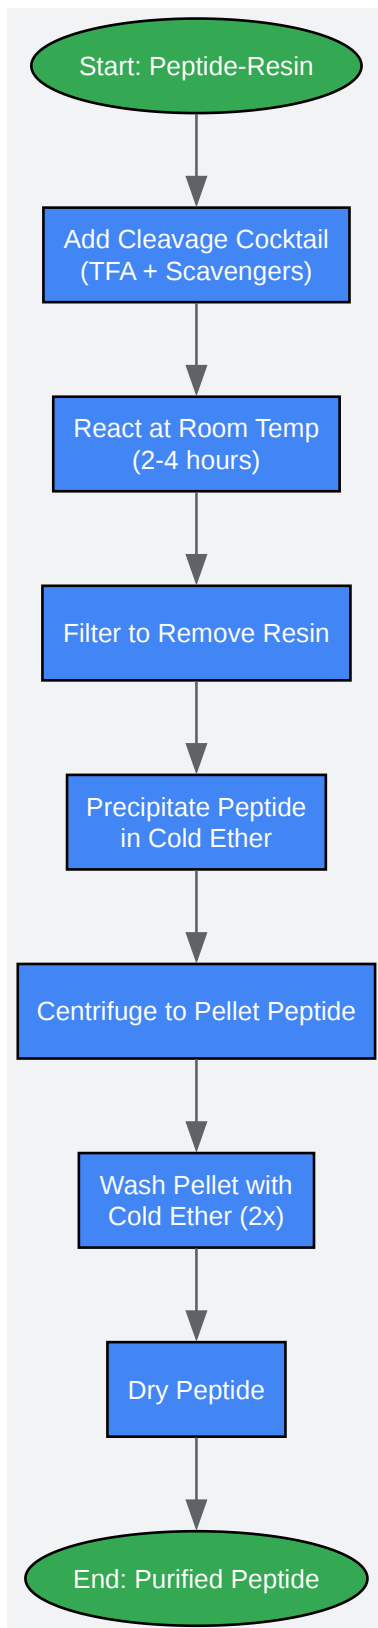 Start: Peptide-Resin
Add Cleavage Cocktail
(TFA + Scavengers)
React at Room Temp
(2-4 hours)
Filter to Remove Resin
Precipitate Peptide
in Cold Ether
Centrifuge to Pellet Peptide
Wash Pellet with
Cold Ether (2x)
Dry Peptide
End: Purified Peptide